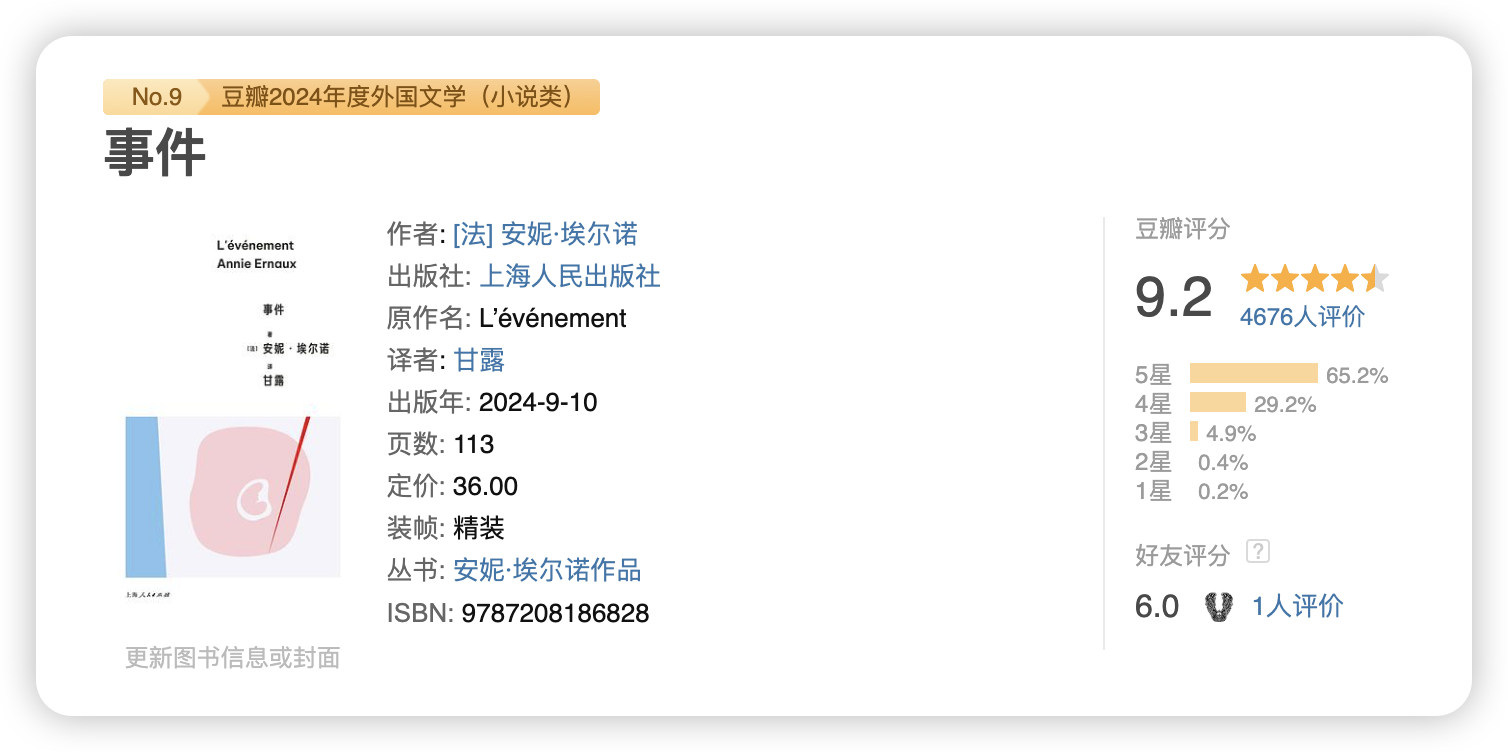 No.9 豆瓣2024年度外国文学（小说类）
事件
L'événement
Annie Ernaux
事件
著
[法] 安妮·埃尔诺
译
甘露
上海人民出版社
更新图书信息或封面
作者: [法] 安妮·埃尔诺
出版社: 上海人民出版社
原作名: L’événement
译者: 甘露
出版年: 2024-9-10
页数: 113
定价: 36.00
装帧: 精装
丛书: 安妮·埃尔诺作品
ISBN: 9787208186828
豆瓣评分
9.2
4676人评价
5星 65.2%
4星 29.2%
3星 4.9%
2星 0.4%
1星 0.2%
好友评分 ?
6.0 1人评价